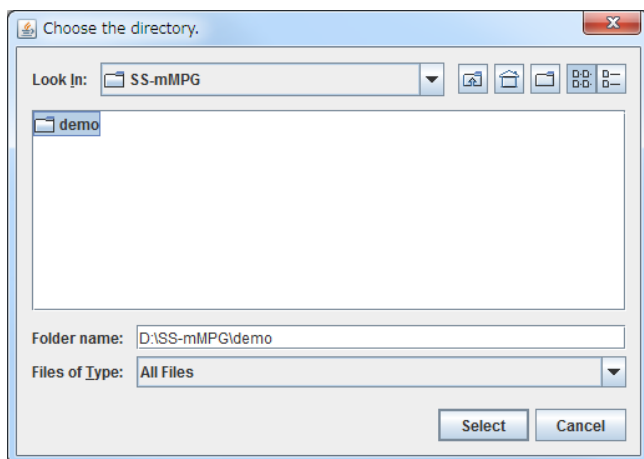 Choose the directory.
Look In: SS-mMPG
demo
Folder name: D:\SS-mMPG\demo
Files of Type: All Files
Select Cancel